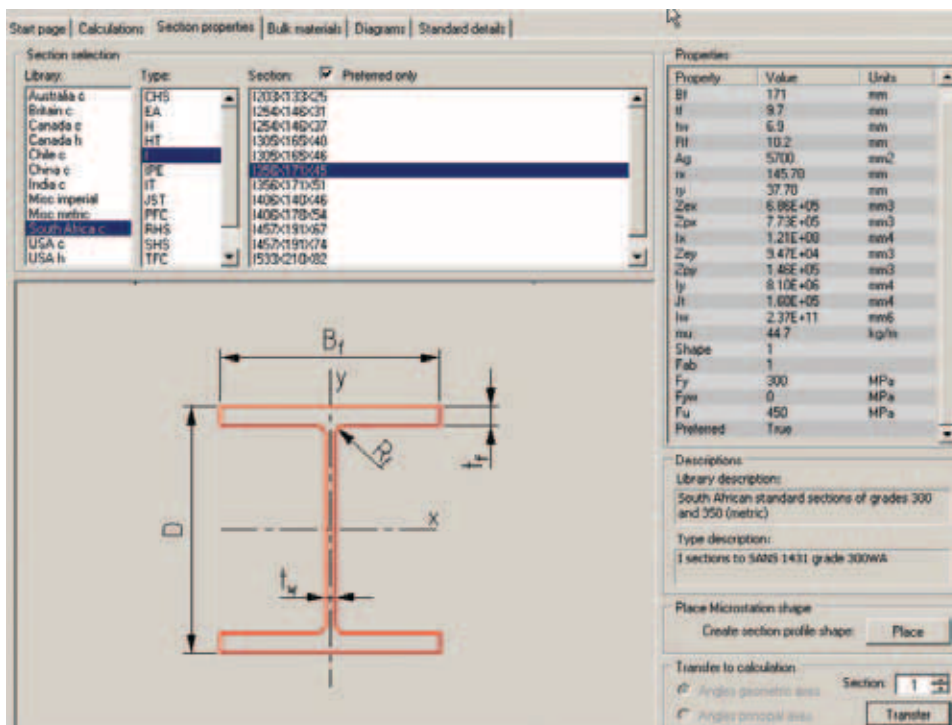 Start page Calculations Section properties Bulk materials Diagrams Standard details
Section selection
Library: Type: Section: Preferred only
Australia c
Britain c
Canada c
Canada h
Chile c
China c
India c
Misc imperial
Misc metric
South Africa c
USA c
USA h
CHS
EA
H
HT
I
IPE
IT
JST
PFC
RHS
SHS
TFC
I203X133X25
I254X146X31
I254X146X37
I305X165X40
I305X165X46
I356X171X45
I356X171X51
I406X140X46
I406X178X54
I457X191X67
I457X191X74
I533X210X82
Properties
Property Value Units
Bf 171 mm
tf 9.7 mm
tw 6.9 mm
Rf 10.2 mm
Ag 5700 mm2
rx 145.70 mm
ry 37.70 mm
Zex 6.86E+05 mm3
Zpx 7.73E+05 mm3
Ix 1.21E+08 mm4
Zey 9.47E+04 mm3
Zpy 1.46E+05 mm3
Iy 8.10E+06 mm4
Jt 1.60E+05 mm4
Iw 2.37E+11 mm6
mu 44.7 kg/m
Shape 1
Fab 1
Fy 300 MPa
Fyw 0 MPa
Fu 450 MPa
Preferred True
Bf
y
Rf
tf
D
x
tw
Descriptions
Library description:
South African standard sections of grades 300
and 350 (metric)
Type description:
I sections to SANS 1431 grade 300WA
Place Microstation shape
Create section profile shape: Place
Transfer to calculation
Angles geometric axes Section: 1
Angles principal axes Transfer